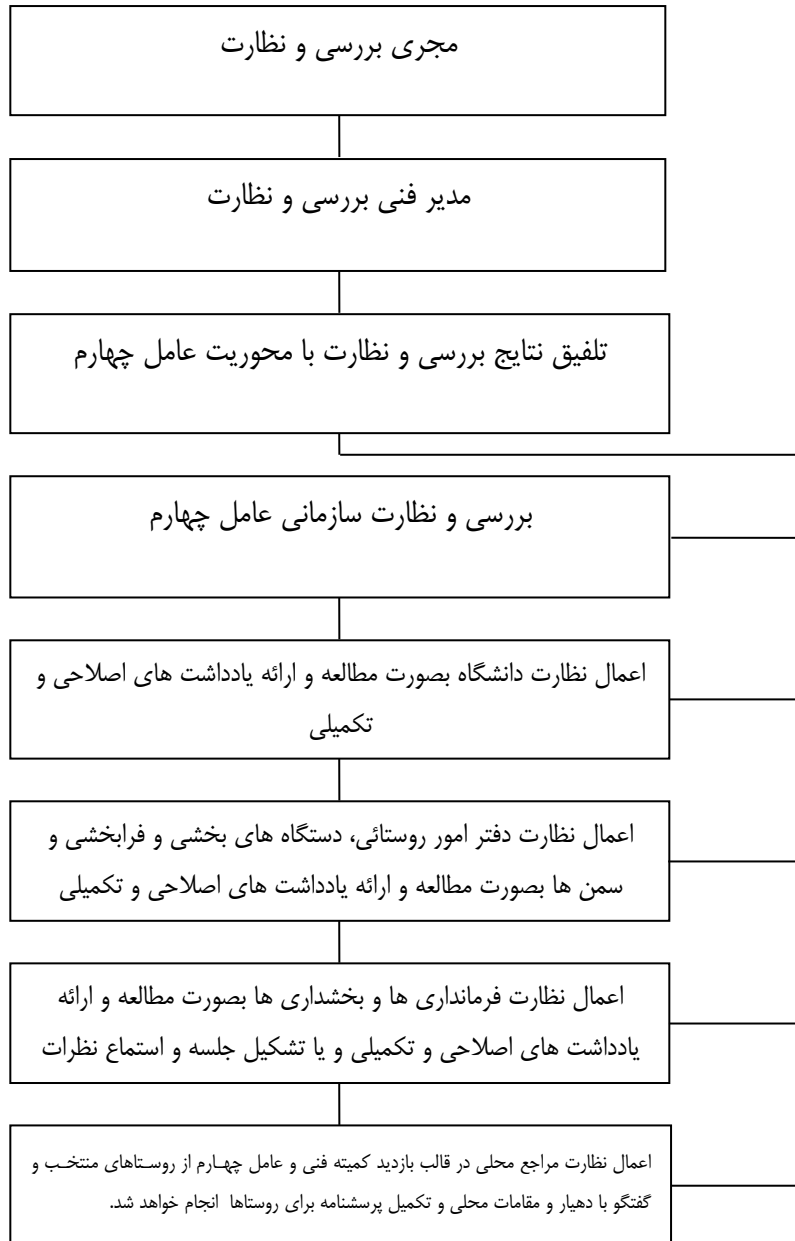 مجری بررسی و نظارت
مدیر فنی بررسی و نظارت
تلفیق نتایج بررسی و نظارت با محوریت عامل چهارم
بررسی و نظارت سازمانی عامل چهارم
اعمال نظارت دانشگاه بصورت مطالعه و ارائه یادداشت های اصلاحی و
تکمیلی
اعمال نظارت دفتر امور روستائی، دستگاه های بخشی و فرابخشی و
سمن ها بصورت مطالعه و ارائه یادداشت های اصلاحی و تکمیلی
اعمال نظارت فرمانداری ها و بخشداری ها بصورت مطالعه و ارائه
یادداشت های اصلاحی و تکمیلی و یا تشکیل جلسه و استماع نظرات
اعمال نظارت مراجع محلی در قالب بازدید کمیته فنی و عامل چهـارم از روسـتاهای منتخـب و
گفتگو با دهیار و مقامات محلی و تکمیل پرسشنامه برای روستاها انجام خواهد شد.